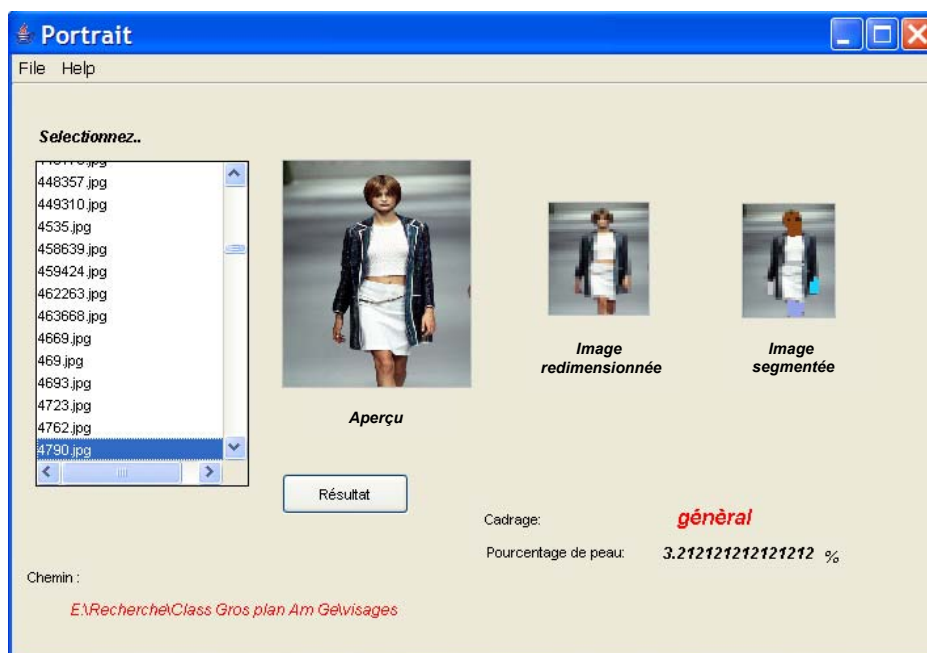 Portrait
File Help
Selectionnez..
448357.jpg
449310.jpg
4535.jpg
458639.jpg
459424.jpg
462263.jpg
463668.jpg
4669.jpg
469.jpg
4693.jpg
4723.jpg
4762.jpg
4790.jpg
Aperçu
Image
redimensionnée
Image
segmentée
Résultat
Cadrage: génèral
Pourcentage de peau: 3.212121212121212 %
Chemin :
E:\Recherche\Class Gros plan Am Ge\visages